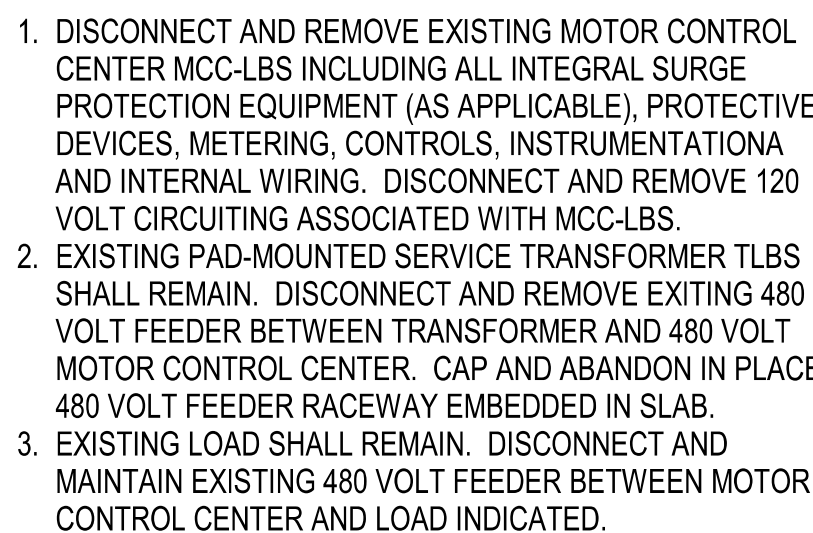 1. DISCONNECT AND REMOVE EXISTING MOTOR CONTROL
CENTER MCC-LBS INCLUDING ALL INTEGRAL SURGE
PROTECTION EQUIPMENT (AS APPLICABLE), PROTECTIVE
DEVICES, METERING, CONTROLS, INSTRUMENTATIONA
AND INTERNAL WIRING. DISCONNECT AND REMOVE 120
VOLT CIRCUITING ASSOCIATED WITH MCC-LBS.
2. EXISTING PAD-MOUNTED SERVICE TRANSFORMER TLBS
SHALL REMAIN. DISCONNECT AND REMOVE EXITING 480
VOLT FEEDER BETWEEN TRANSFORMER AND 480 VOLT
MOTOR CONTROL CENTER. CAP AND ABANDON IN PLACE
480 VOLT FEEDER RACEWAY EMBEDDED IN SLAB.
3. EXISTING LOAD SHALL REMAIN. DISCONNECT AND
MAINTAIN EXISTING 480 VOLT FEEDER BETWEEN MOTOR
CONTROL CENTER AND LOAD INDICATED.